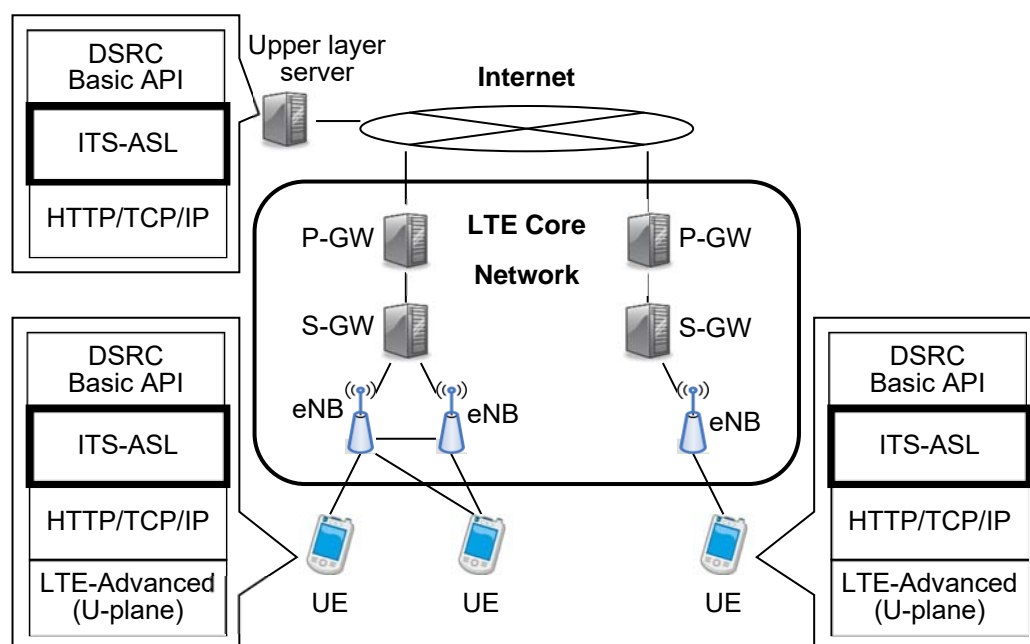 DSRC
Basic API
ITS-ASL
HTTP/TCP/IP
Upper layer
server
Internet
LTE Core
Network
P-GW
P-GW
S-GW
S-GW
eNB
eNB
eNB
UE
UE
UE
DSRC
Basic API
ITS-ASL
HTTP/TCP/IP
LTE-Advanced
(U-plane)
DSRC
Basic API
ITS-ASL
HTTP/TCP/IP
LTE-Advanced
(U-plane)